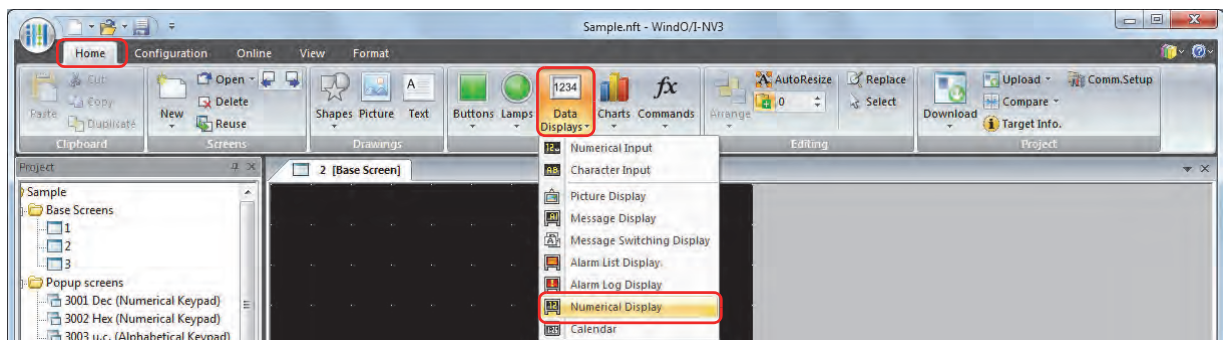 Sample.nft - WindO/I-NV3
Home Configuration Online View Format
Cut
Copy
Paste
Duplicate
Clipboard
New
Open
Delete
Reuse
Screens
Shapes Picture Text
A
Drawings
Buttons Lamps
1234
Data
Displays
Charts
fx
Commands
Arrange
AutoResize
0
Replace
Select
Editing
Download
Upload
Compare
Target Info.
Comm.Setup
Project
Project
2 [Base Screen]
Sample
Base Screens
1
2
3
Popup screens
3001 Dec (Numerical Keypad)
3002 Hex (Numerical Keypad)
3003 u.c. (Alphabetical Keypad)
Numerical Input
Character Input
Picture Display
Message Display
Message Switching Display
Alarm List Display
Alarm Log Display
Numerical Display
Calendar